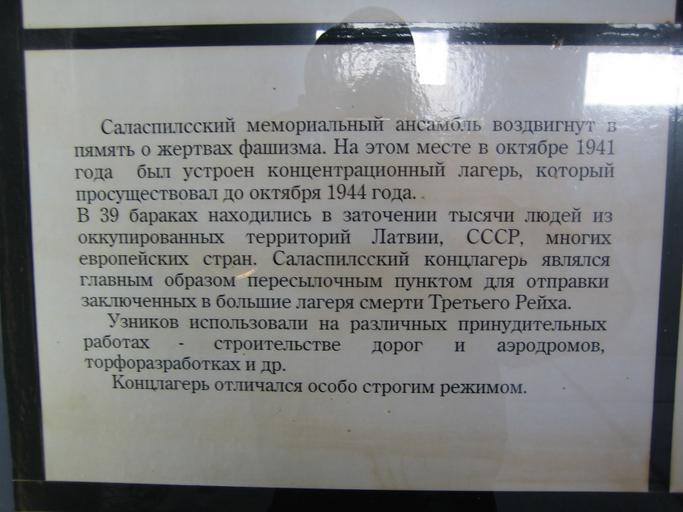 Саласпилсский мемориальный ансамбль воздвигнут в
память о жертвах фашизма. На этом месте в октябре 1941
года был устроен концентрационный лагерь, который
просуществовал до октября 1944 года.
В 39 бараках находились в заточении тысячи людей из
оккупированных территорий Латвии, СССР, многих
европейских стран. Саласпилсский концлагерь являлся
главным образом пересылочным пунктом для отправки
заключенных в большие лагеря смерти Третьего Рейха.
Узников использовали на различных принудительных
работах - строительстве дорог и аэродромов,
торфоразработках и др.
Концлагерь отличался особо строгим режимом.